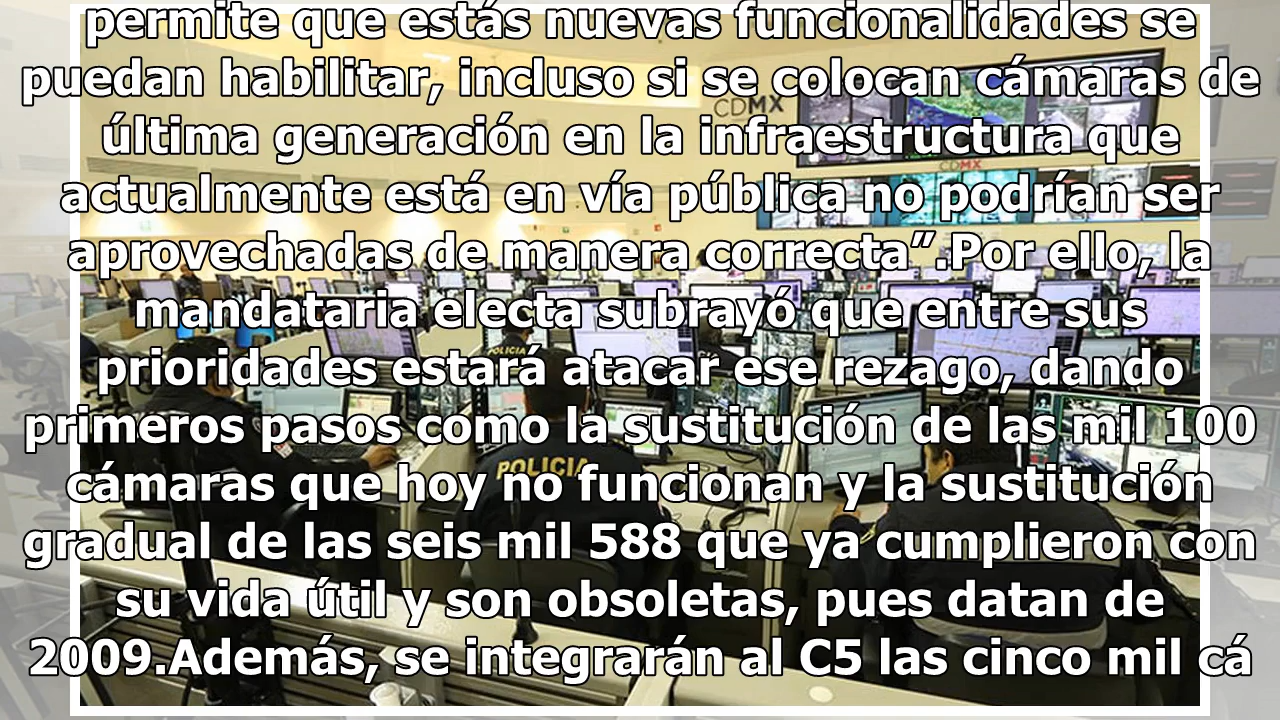 permite que estás nuevas funcionalidades se
puedan habilitar, incluso si se colocan cámaras de
última generación en la infraestructura que
actualmente está en vía pública no podrían ser
aprovechadas de manera correcta”.Por ello, la
mandataria electa subrayó que entre sus
prioridades estará atacar ese rezago, dando
primeros pasos como la sustitución de las mil 100
cámaras que hoy no funcionan y la sustitución
gradual de las seis mil 588 que ya cumplieron con
su vida útil y son obsoletas, pues datan de
2009.Además, se integrarán al C5 las cinco mil cá
CDMX
CDMX
POLICIA
POLICIA